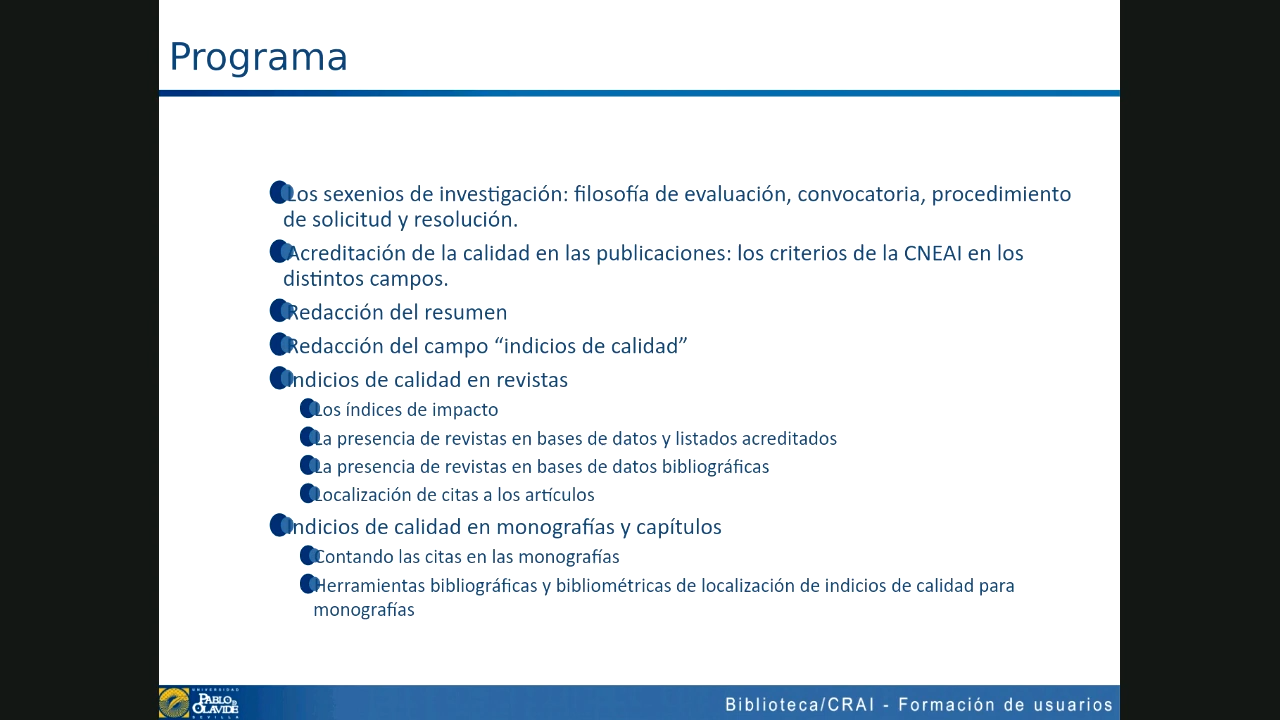 Programa
Los sexenios de investigación: filosofía de evaluación, convocatoria, procedimiento
de solicitud y resolución.
Acreditación de la calidad en las publicaciones: los criterios de la CNEAI en los
distintos campos.
Redacción del resumen
Redacción del campo “indicios de calidad”
Indicios de calidad en revistas
Los índices de impacto
La presencia de revistas en bases de datos y listados acreditados
La presencia de revistas en bases de datos bibliográficas
Localización de citas a los artículos
Indicios de calidad en monografías y capítulos
Contando las citas en las monografías
Herramientas bibliográficas y bibliométricas de localización de indicios de calidad para
monografías
UNIVERSIDAD
PABLO DE
OLAVIDE
SEVILLA
Biblioteca/CRAI - Formación de usuarios